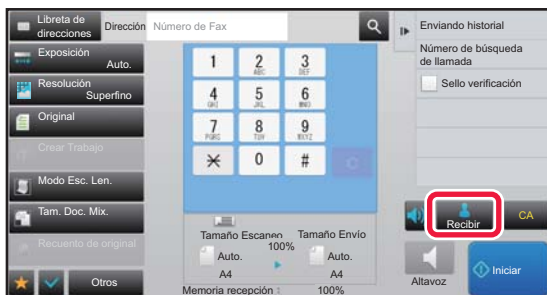 Libreta de
direcciones
Dirección
Número de Fax
Exposición
Auto.
Resolución
Superfino
Original
Crear Trabajo
Modo Esc. Len.
Tam. Doc. Mix.
Recuento de original
Otros
1
2
ABC
3
DEF
4
GHI
5
JKL
6
MNO
7
PQRS
8
TUV
9
WXYZ
0
#
C
Tamaño Escaneo
Tamaño Envío
100%
Auto.
A4
Auto.
A4
Memoria recepción :
100%
Enviando historial
Número de búsqueda
de llamada
Sello verificación
Recibir
CA
Altavoz
Iniciar